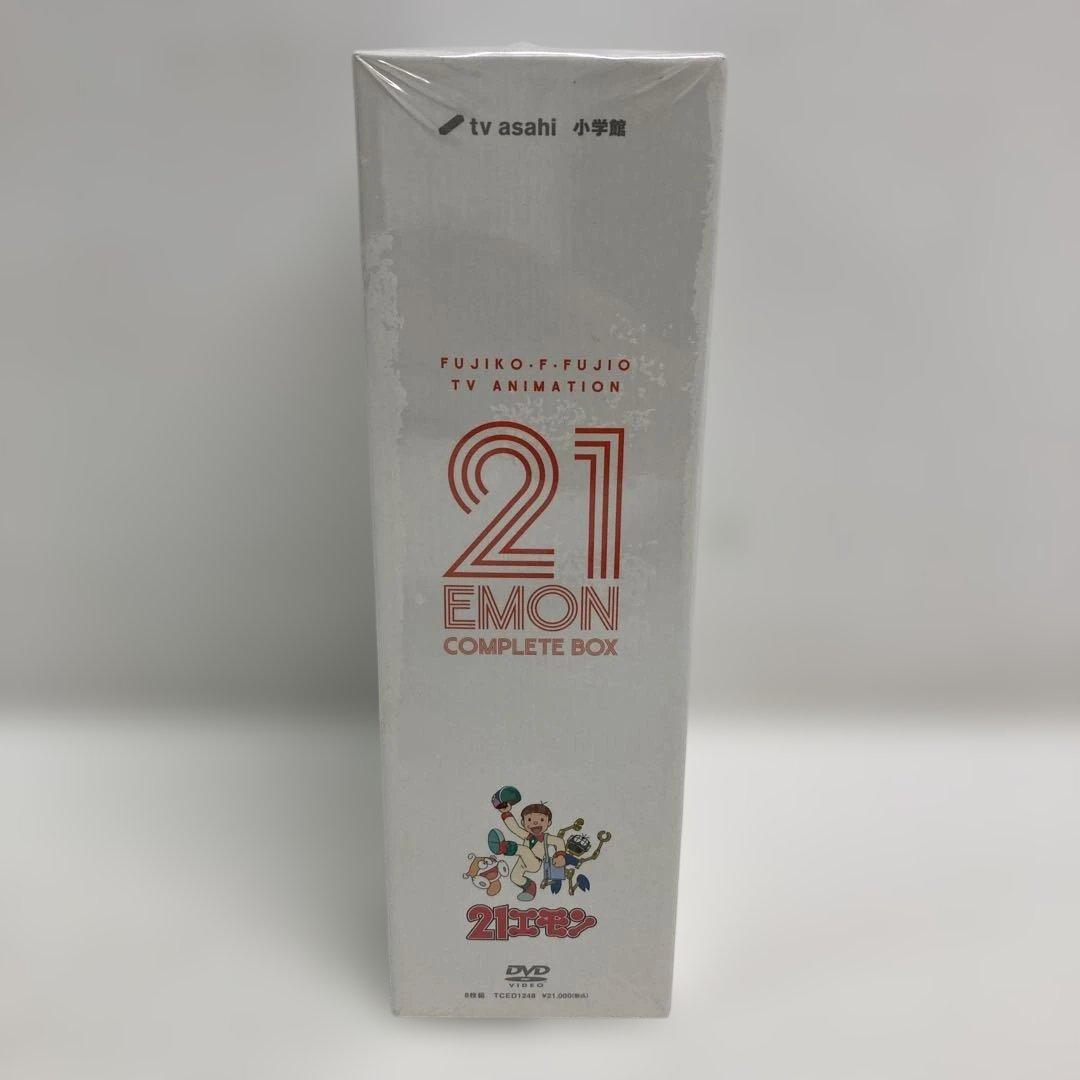 tv asahi 小学館
FUJIKO・F・FUJIO
TV ANIMATION
21
EMON
COMPLETE BOX
21エモン
DVD
VIDEO
8枚組 TCED1248 ¥21,000(税込)